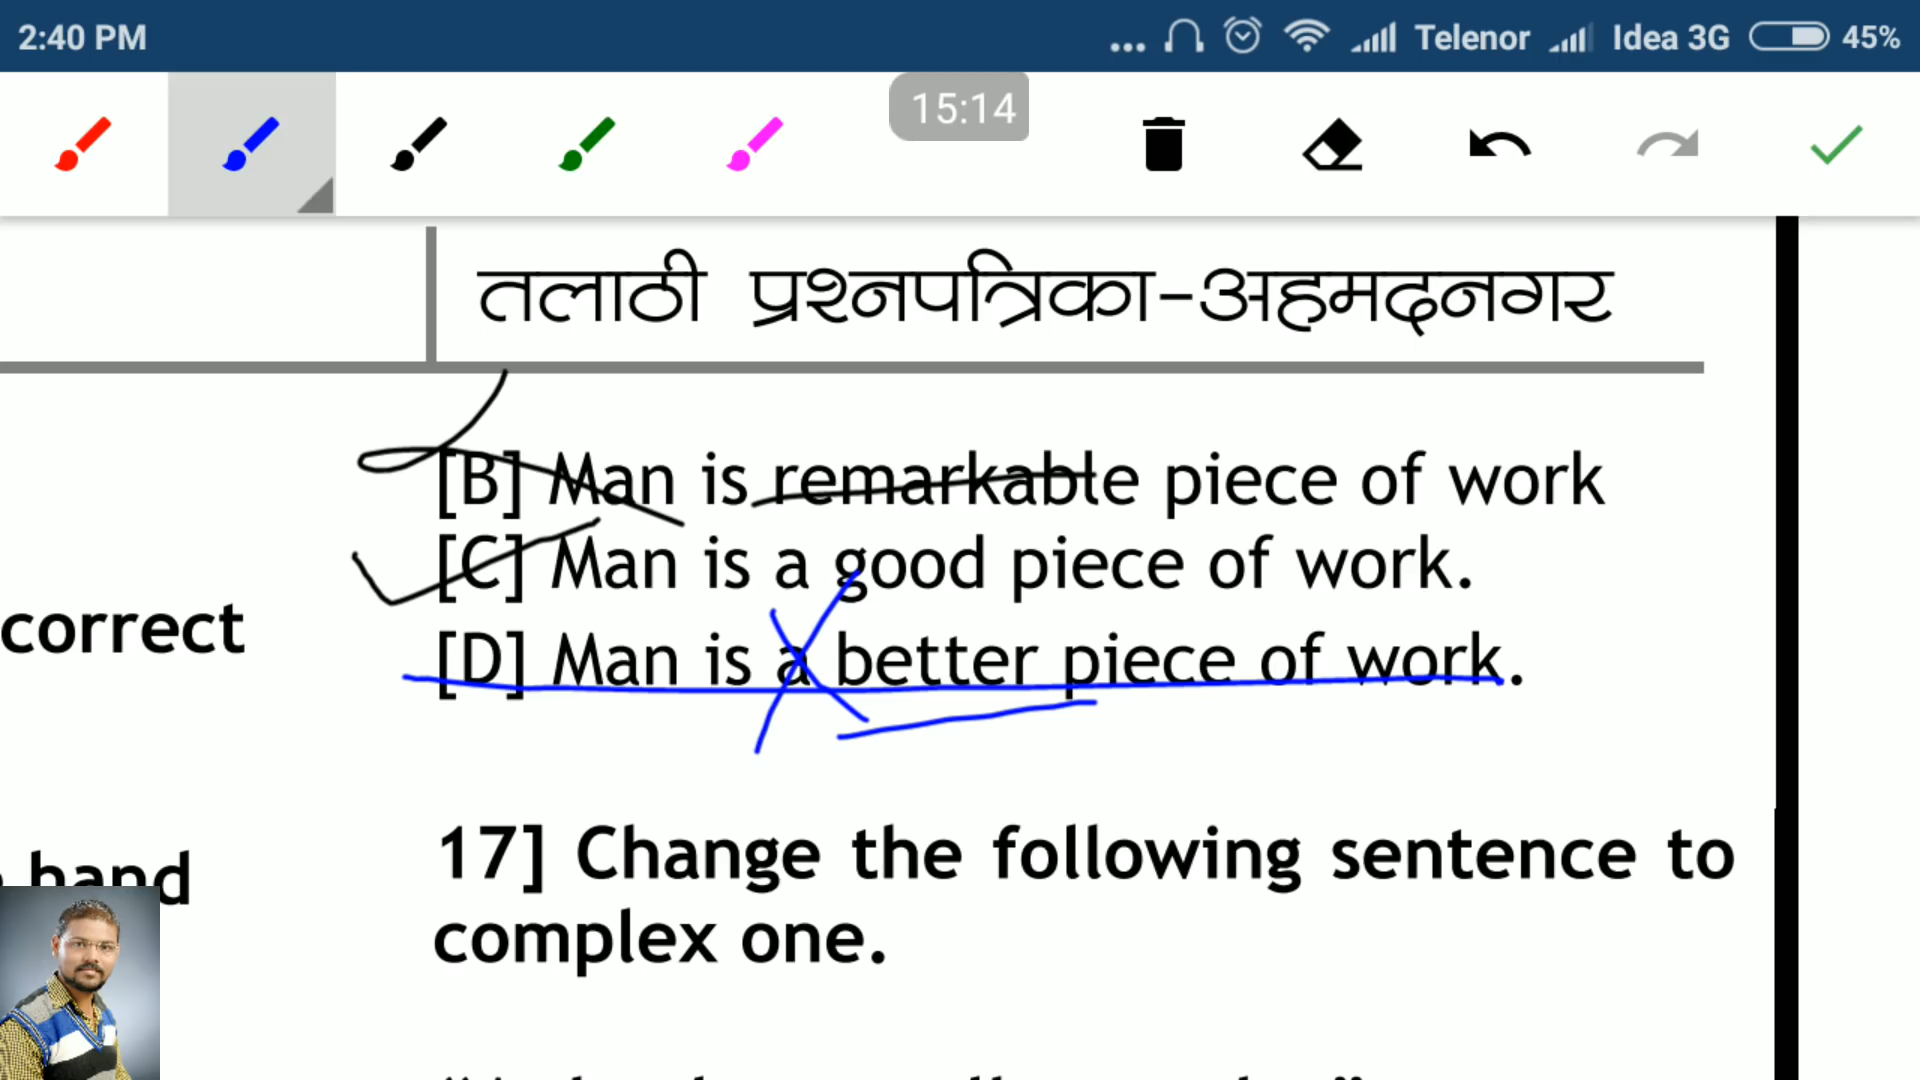 2:40 PM
... Telenor Idea 3G 45%
15:14
तलाठी प्रश्नपत्रिका-अहमदनगर
[B] Man is remarkable piece of work
[C] Man is a good piece of work.
[D] Man is a better piece of work.
correct
hand
17] Change the following sentence to
complex one.